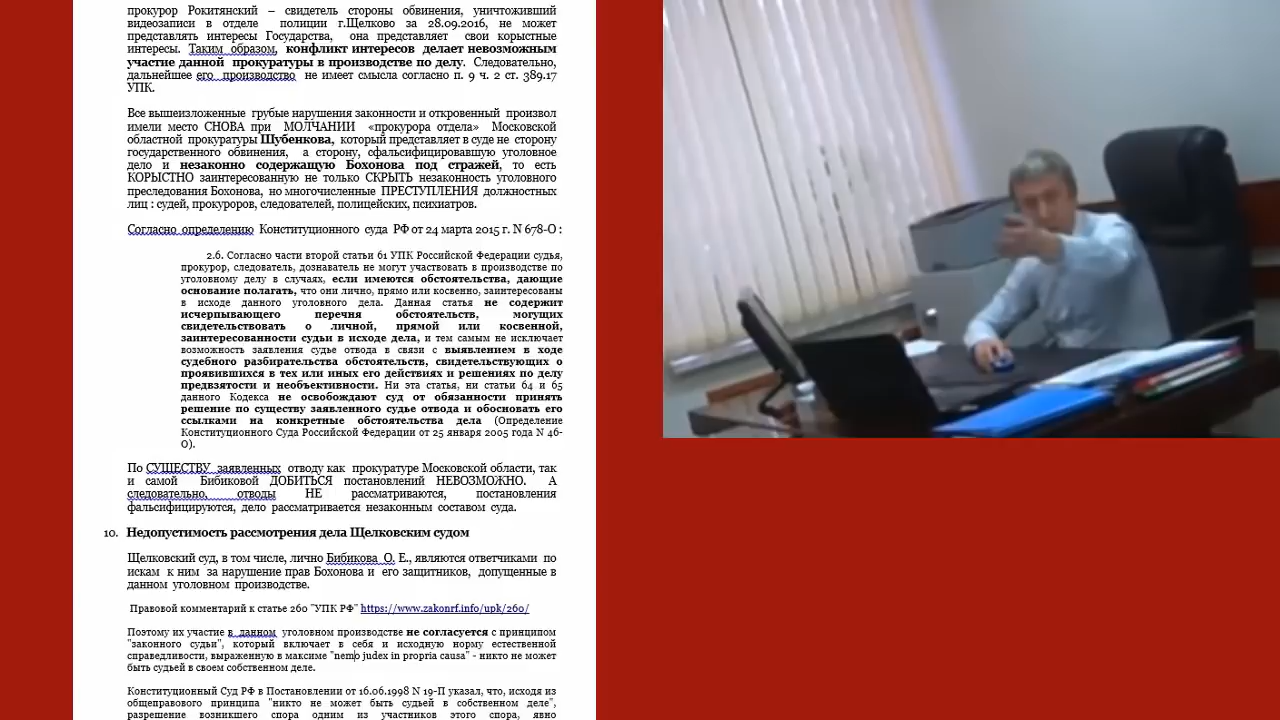 прокурор Рокитянский – свидетель стороны обвинения, уничтоживший
видеозаписи в отделе полиции г.Щелково за 28.09.2016, не может
представлять интересы Государства, она представляет свои корыстные
интересы. Таким образом, конфликт интересов делает невозможным
участие данной прокуратуры в производстве по делу. Следовательно,
дальнейшее его производство не имеет смысла согласно п. 9 ч. 2 ст. 389.17
УПК.
Все вышеизложенные грубые нарушения законности и откровенный произвол
имели место СНОВА при МОЛЧАНИИ «прокурора отдела» Московской
областной прокуратуры Шубенкова, который представляет в суде не сторону
государственного обвинения, а сторону, сфальсифицировавшую уголовное
дело и незаконно содержащую Бохонова под стражей, то есть
КОРЫСТНО заинтересованную не только СКРЫТЬ незаконность уголовного
преследования Бохонова, но многочисленные ПРЕСТУПЛЕНИЯ должностных
лиц : судей, прокуроров, следователей, полицейских, психиатров.
Согласно определению Конституционного суда РФ от 24 марта 2015 г. N 678-О :
2.6. Согласно части второй статьи 61 УПК Российской Федерации судья,
прокурор, следователь, дознаватель не могут участвовать в производстве по
уголовному делу в случаях, если имеются обстоятельства, дающие
основание полагать, что они лично, прямо или косвенно, заинтересованы
в исходе данного уголовного дела. Данная статья не содержит
исчерпывающего перечня обстоятельств, могущих
свидетельствовать о личной, прямой или косвенной,
заинтересованности судьи в исходе дела, и тем самым не исключает
возможность заявления судье отвода в связи с выявлением в ходе
судебного разбирательства обстоятельств, свидетельствующих о
проявившихся в тех или иных его действиях и решениях по делу
предвзятости и необъективности. Ни эта статья, ни статьи 64 и 65
данного Кодекса не освобождают суд от обязанности принять
решение по существу заявленного судье отвода и обосновать его
ссылками на конкретные обстоятельства дела (Определение
Конституционного Суда Российской Федерации от 25 января 2005 года N 46-
О).
По СУЩЕСТВУ заявленных отводу как прокуратуре Московской области, так
и самой Бибиковой ДОБИТЬСЯ постановлений НЕВОЗМОЖНО. А
следовательно, отводы НЕ рассматриваются, постановления
фальсифицируются, дело рассматривается незаконным составом суда.
10. Недопустимость рассмотрения дела Щелковским судом
Щелковский суд, в том числе, лично Бибикова О. Е., являются ответчиками по
искам к ним за нарушение прав Бохонова и его защитников, допущенные в
данном уголовном производстве.
Правовой комментарий к статье 260 "УПК РФ" https://www.zakonrf.info/upk/260/
Поэтому их участие в данном уголовном производстве не согласуется с принципом
"законного судьи", который включает в себя и исходную норму естественной
справедливости, выраженную в максиме "nemo judex in propria causa" - никто не может
быть судьей в своем собственном деле.
Конституционный Суд РФ в Постановлении от 16.06.1998 N 19-П указал, что, исходя из
общеправового принципа "никто не может быть судьей в собственном деле",
разрешение возникшего спора одним из участников этого спора, явно